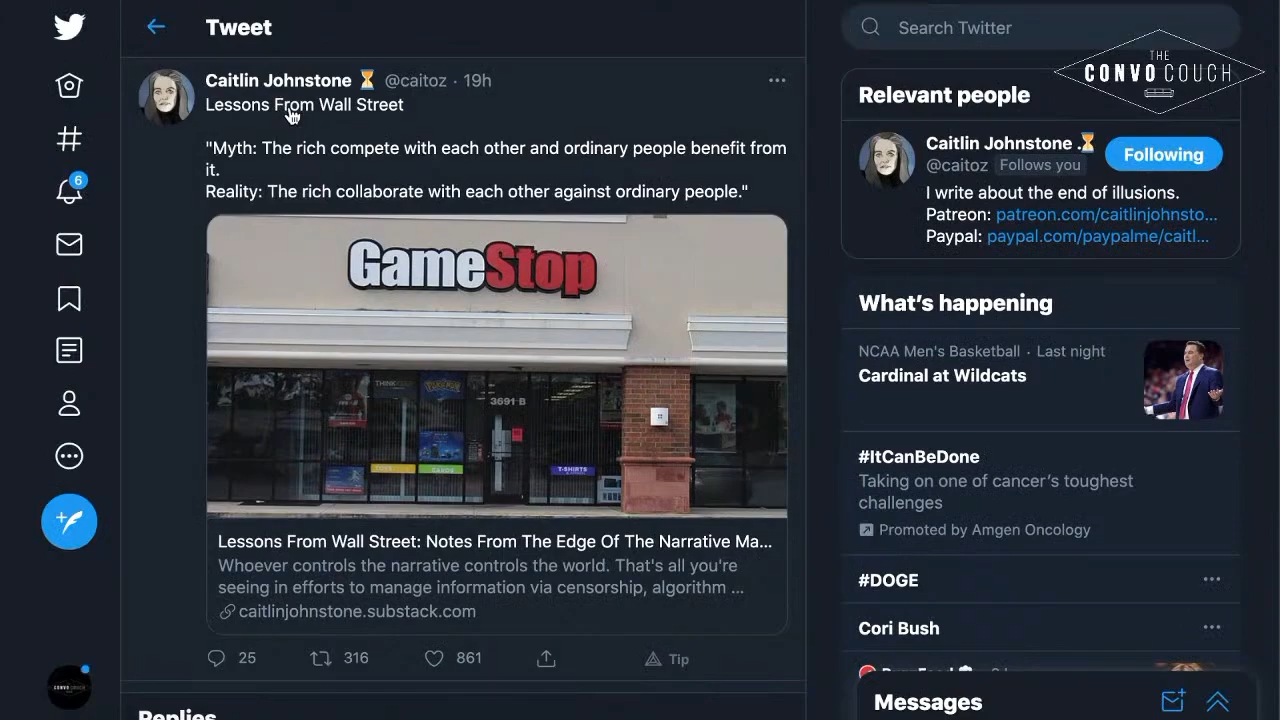 Tweet
Caitlin Johnstone ⏳ @caitoz · 19h
Lessons From Wall Street
"Myth: The rich compete with each other and ordinary people benefit from
it.
Reality: The rich collaborate with each other against ordinary people."
GameStop
THINK
POKÉMON
3691 B
CARDS
T-SHIRTS
Lessons From Wall Street: Notes From The Edge Of The Narrative Ma...
Whoever controls the narrative controls the world. That's all you're
seeing in efforts to manage information via censorship, algorithm ...
caitlinjohnstone.substack.com
25
316
861
Tip
Replies
6
CONVO COUCH
Search Twitter
THE
CONVO COUCH
Relevant people
Caitlin Johnstone ⏳
@caitoz Follows you
Following
I write about the end of illusions.
Patreon: patreon.com/caitlinjohnsto...
Paypal: paypal.com/paypalme/caitl...
What's happening
NCAA Men's Basketball · Last night
Cardinal at Wildcats
#ItCanBeDone
Taking on one of cancer's toughest
challenges
Promoted by Amgen Oncology
#DOGE
Cori Bush
Messages